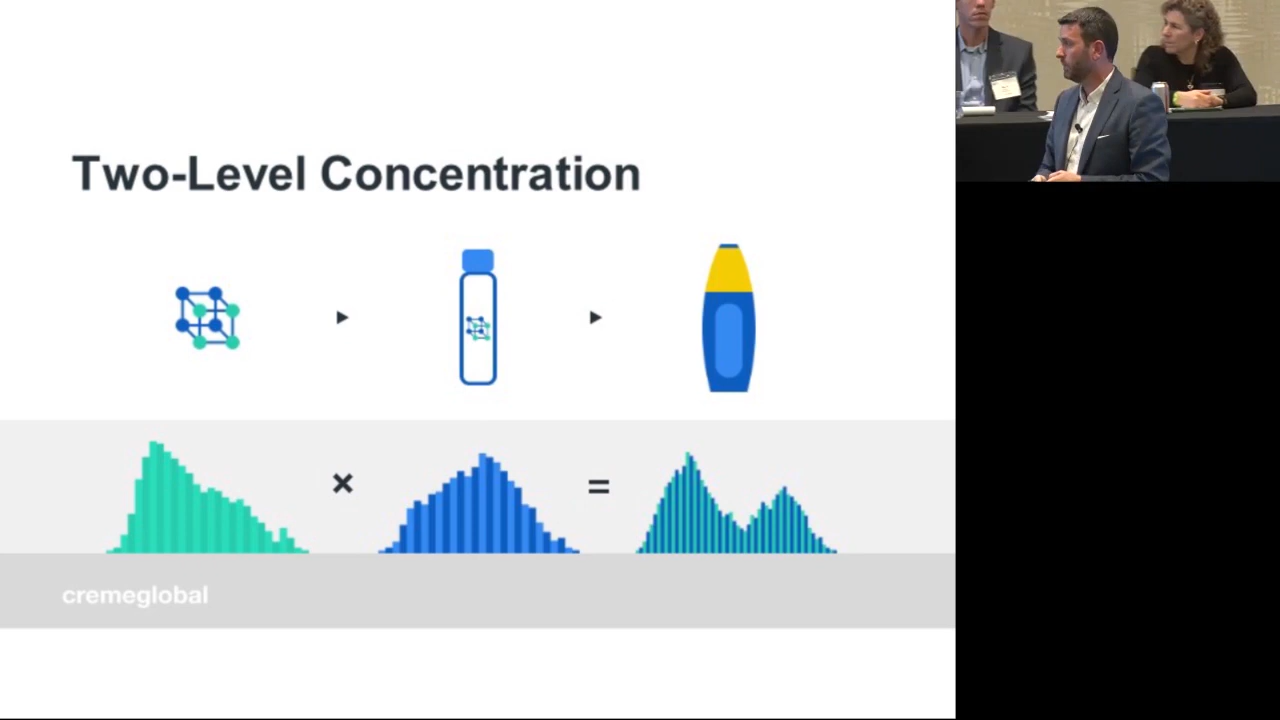 Two-Level Concentration
× =
cremeglobal